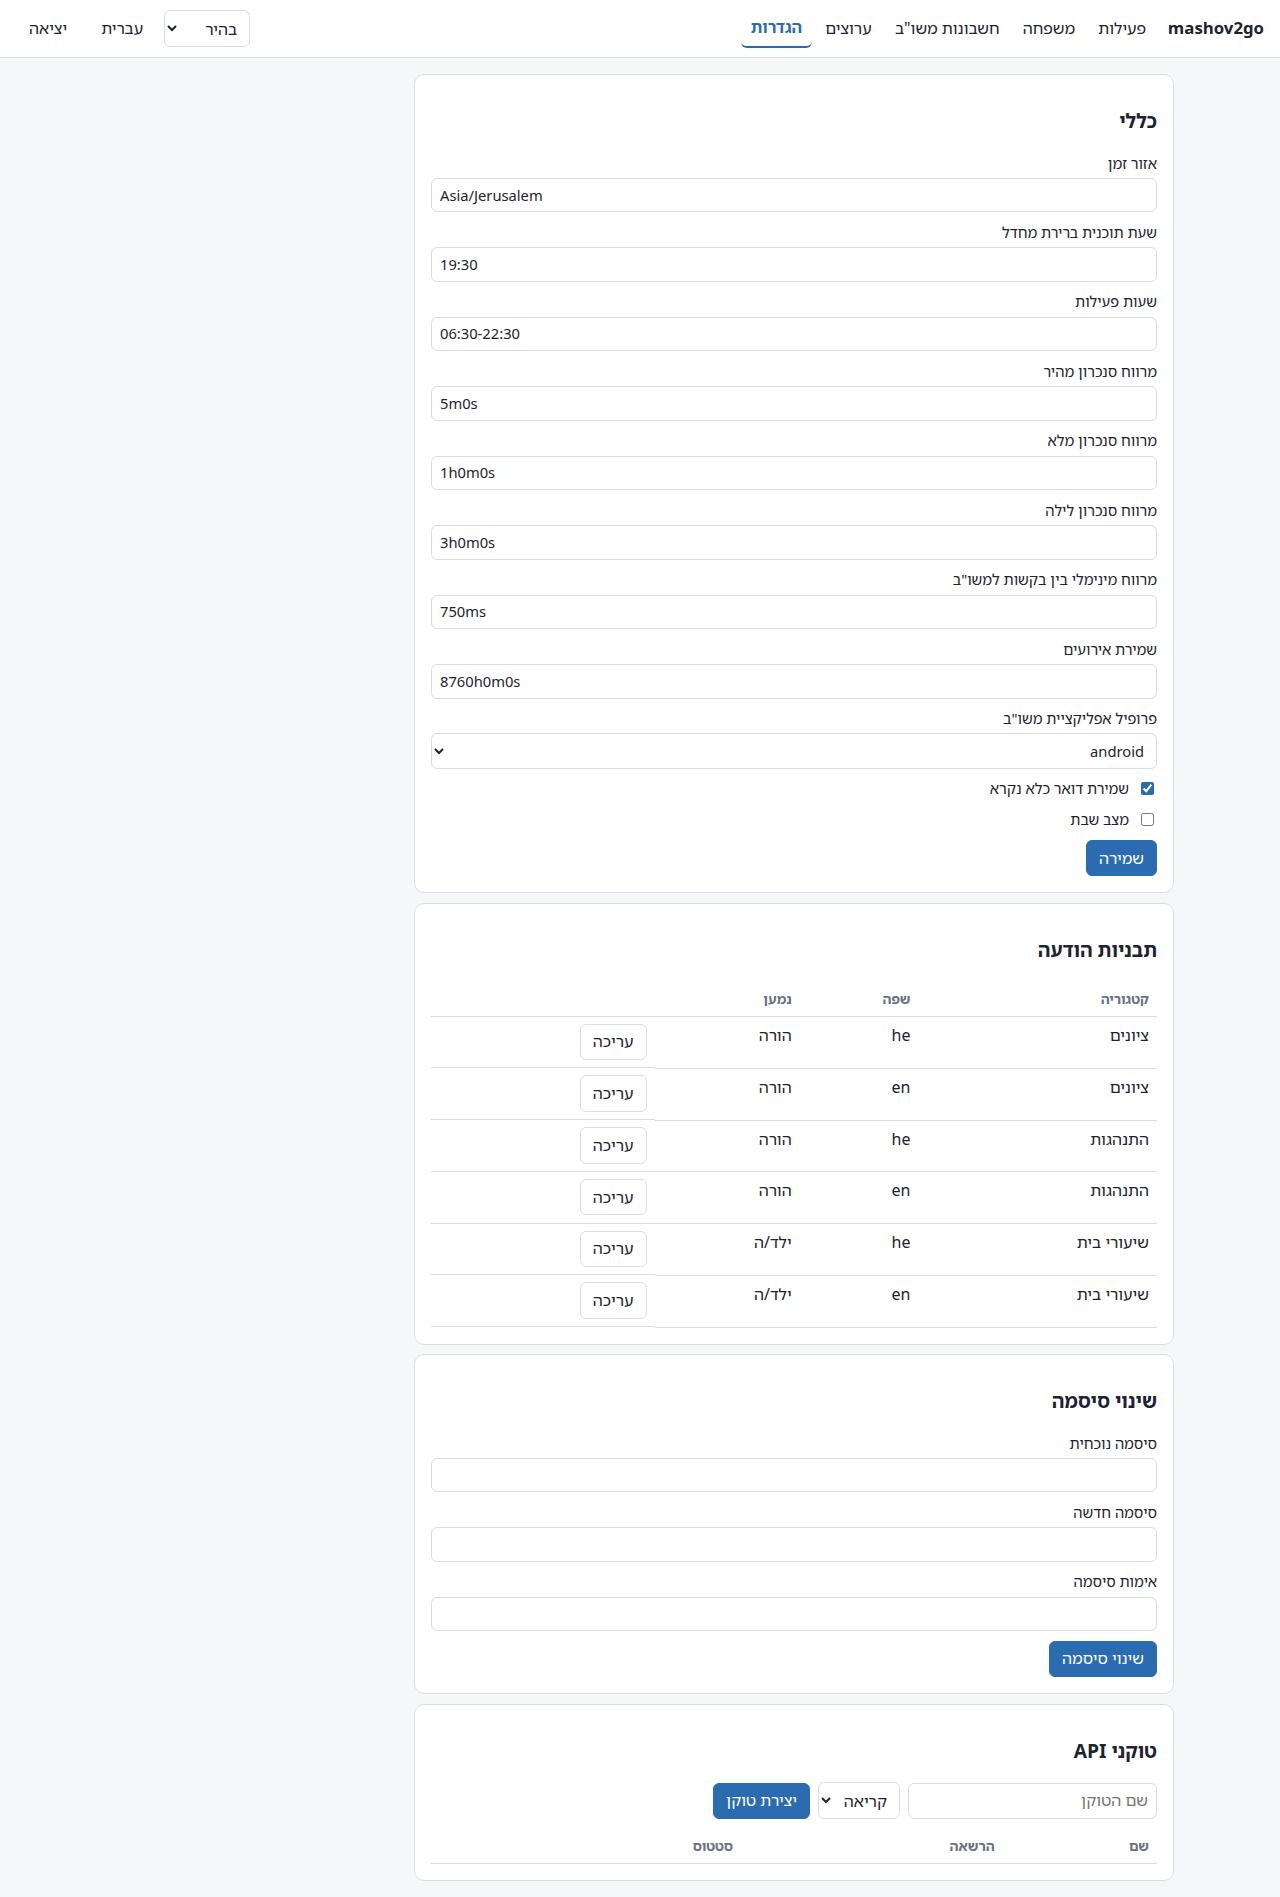 mashov2go פעילות משפחה חשבונות משו"ב ערוצים הגדרות בהיר עברית יציאה
כללי
אזור זמן
Asia/Jerusalem
שעת תוכנית ברירת מחדל
19:30
שעות פעילות
06:30-22:30
מרווח סנכרון מהיר
5m0s
מרווח סנכרון מלא
1h0m0s
מרווח סנכרון לילה
3h0m0s
מרווח מינימלי בין בקשות למשו"ב
750ms
שמירת אירועים
8760h0m0s
פרופיל אפליקציית משו"ב
android
שמירת דואר כלא נקרא
מצב שבת
שמירה
תבניות הודעה
קטגוריה שפה נמען
ציונים he הורה עריכה
ציונים en הורה עריכה
התנהגות he הורה עריכה
התנהגות en הורה עריכה
שיעורי בית he ילד/ה עריכה
שיעורי בית en ילד/ה עריכה
שינוי סיסמה
סיסמה נוכחית
סיסמה חדשה
אימות סיסמה
שינוי סיסמה
טוקני API
שם הטוקן קריאה יצירת טוקן
שם הרשאה סטטוס